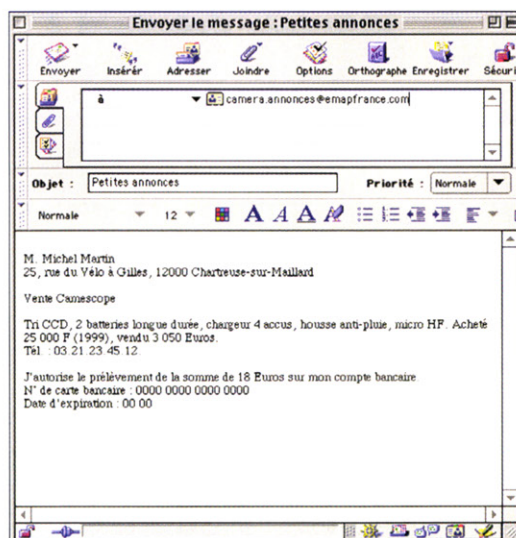 Envoyer le message : Petites annonces
Envoyer Insérér Adresser Joindre Options Orthographe Enregistrer Sécuri
à camera.annonces@emapfrance.com
Objet : Petites annonces Priorité : Normale
Normale 12 A A A
M. Michel Martin
25, rue du Vélo à Gilles, 12000 Chartreuse-sur-Maillard
Vente Camescope
Tri CCD, 2 batteries longue durée, chargeur 4 accus, housse anti-pluie, micro HF. Acheté
25 000 F (1999), vendu 3 050 Euros.
Tél. : 03.21.23.45.12.
J'autorise le prélèvement de la somme de 18 Euros sur mon compte bancaire
N° de carte bancaire : 0000 0000 0000 0000
Date d'expiration : 00 00